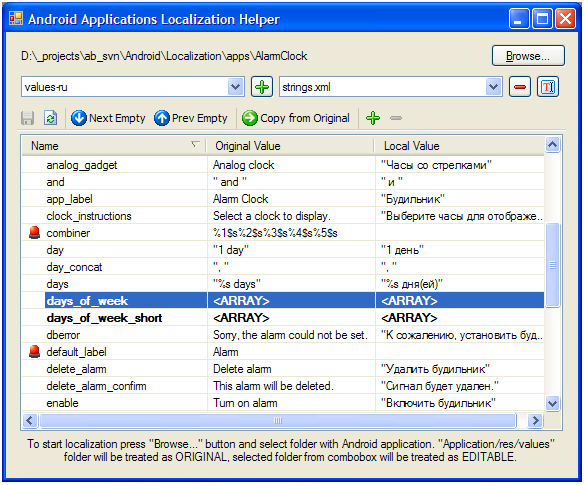 Android Applications Localization Helper
D:\_projects\ab_svn\Android\Localization\apps\AlarmClock Browse...
values-ru strings.xml
Next Empty Prev Empty Copy from Original
Name Original Value Local Value
analog_gadget Analog clock "Часы со стрелками"
and " and " " и "
app_label Alarm Clock "Будильник"
clock_instructions Select a clock to display. "Выберите часы для отображе...
combiner %1$s%2$s%3$s%4$s%5$s
day "1 day" "1 день"
day_concat ", " ", "
days "%s days" "%s дня(ей)"
days_of_week <ARRAY> <ARRAY>
days_of_week_short <ARRAY> <ARRAY>
dberror Sorry, the alarm could not be set. "К сожалению, установить буд...
default_label Alarm
delete_alarm Delete alarm "Удалить будильник"
delete_alarm_confirm This alarm will be deleted. "Сигнал будет удален."
enable Turn on alarm "Включить будильник"
To start localization press "Browse..." button and select folder with Android application. "Application/res/values"
folder will be treated as ORIGINAL, selected folder from combobox will be treated as EDITABLE.